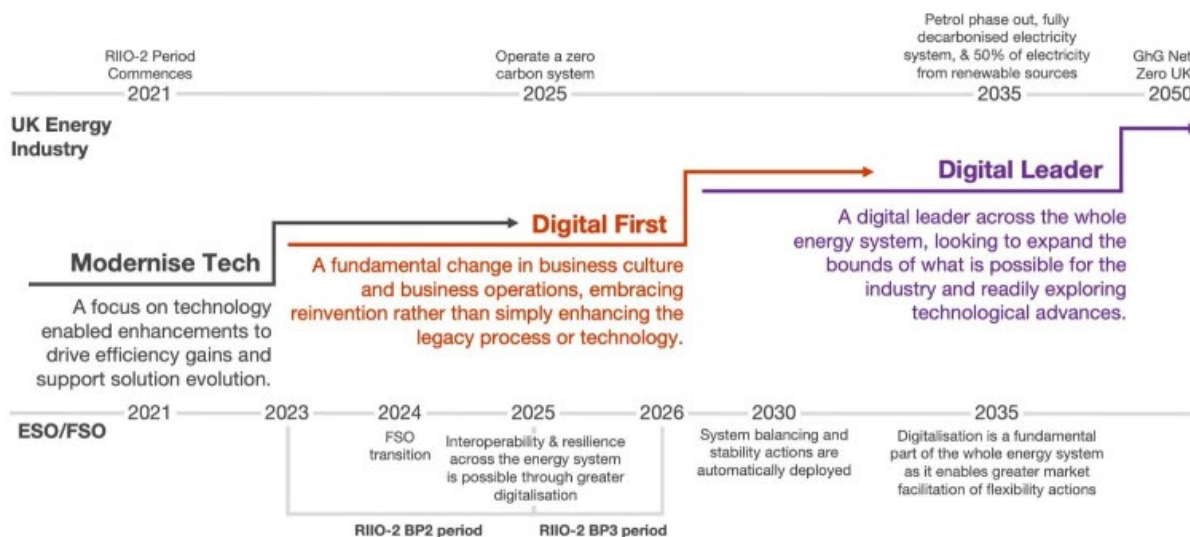 RIIO-2 Period
Commences
2021
Operate a zero
carbon system
2025
Petrol phase out, fully
decarbonised electricity
system, & 50% of electricity
from renewable sources
2035
GhG Net
Zero UK
2050
UK Energy
Industry
Modernise Tech
A focus on technology
enabled enhancements to
drive efficiency gains and
support solution evolution.
Digital First
A fundamental change in business culture
and business operations, embracing
reinvention rather than simply enhancing the
legacy process or technology.
Digital Leader
A digital leader across the whole
energy system, looking to expand the
bounds of what is possible for the
industry and readily exploring
technological advances.
ESO/FSO
2021
2023
2024
2025
2026
2030
2035
FSO
transition
Interoperability & resilience
across the energy system
is possible through greater
digitalisation
System balancing and
stability actions are
automatically deployed
Digitalisation is a fundamental
part of the whole energy system
as it enables greater market
facilitation of flexibility actions
RIIO-2 BP2 period
RIIO-2 BP3 period